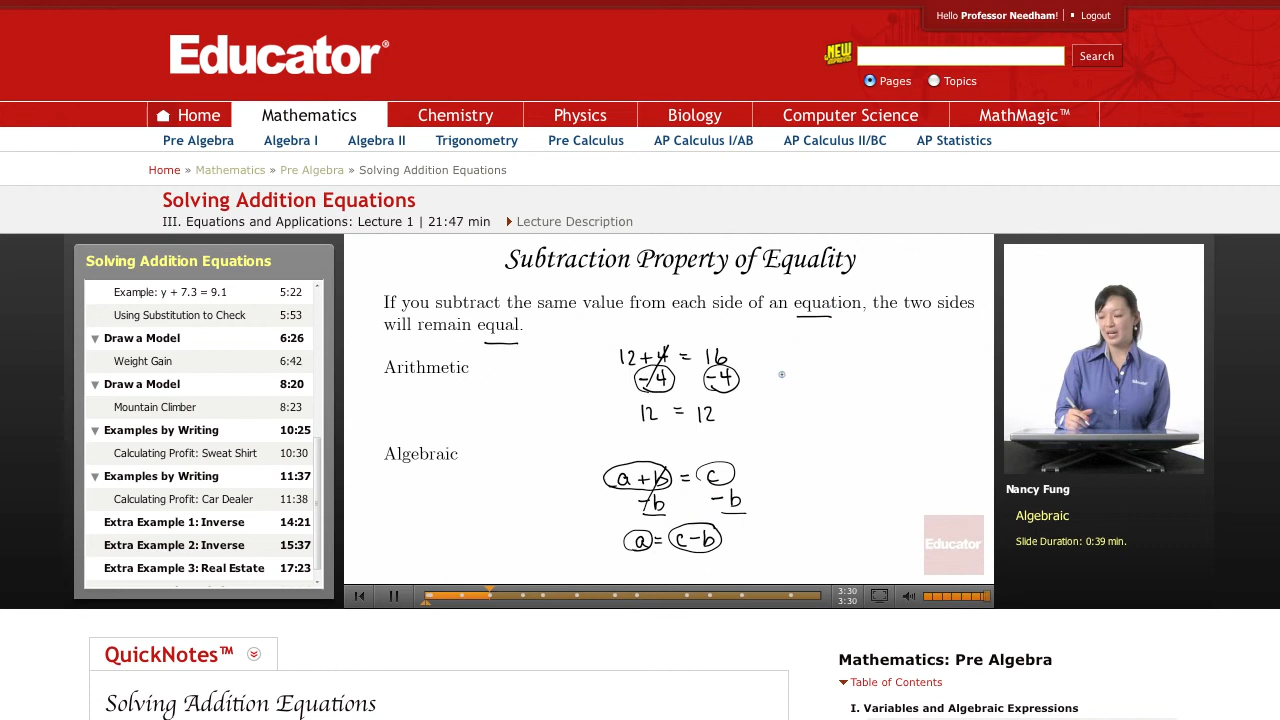 Hello Professor Needham! Logout
Educator®
NEW
Search
Pages Topics
Home Mathematics Chemistry Physics Biology Computer Science MathMagic™
Pre Algebra Algebra I Algebra II Trigonometry Pre Calculus AP Calculus I/AB AP Calculus II/BC AP Statistics
Home » Mathematics » Pre Algebra » Solving Addition Equations
Solving Addition Equations
III. Equations and Applications: Lecture 1 | 21:47 min Lecture Description
Solving Addition Equations
Example: y + 7.3 = 9.1 5:22
Using Substitution to Check 5:53
Draw a Model 6:26
Weight Gain 6:42
Draw a Model 8:20
Mountain Climber 8:23
Examples by Writing 10:25
Calculating Profit: Sweat Shirt 10:30
Examples by Writing 11:37
Calculating Profit: Car Dealer 11:38
Extra Example 1: Inverse 14:21
Extra Example 2: Inverse 15:37
Extra Example 3: Real Estate 17:23
Subtraction Property of Equality
If you subtract the same value from each side of an equation, the two sides
will remain equal.
Arithmetic
12 + 4 = 16
-4 -4
12 = 12
Algebraic
a + b = c
-b -b
a = c - b
Educator
3:30
3:30
Educator
Nancy Fung
Algebraic
Slide Duration: 0:39 min.
QuickNotes™
Solving Addition Equations
Mathematics: Pre Algebra
Table of Contents
I. Variables and Algebraic Expressions